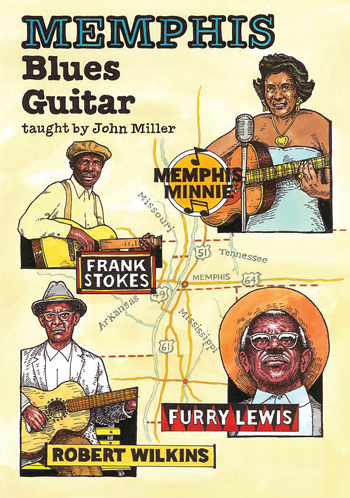 MEMPHIS
Blues
Guitar
taught by John Miller
MEMPHIS
MINNIE
Missouri
Tennessee
51
FRANK
STOKES
MEMPHIS
64
Arkansas
Mississippi
61
FURRY LEWIS
ROBERT WILKINS